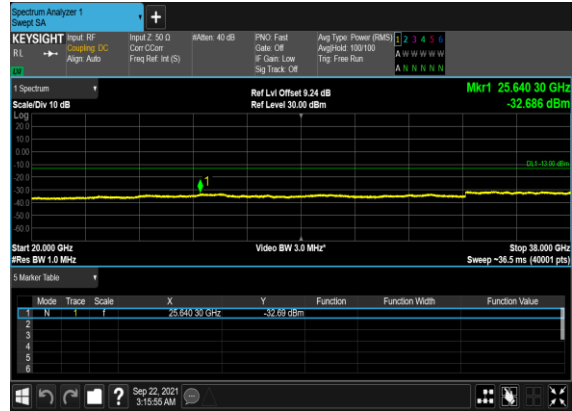 Spectrum Analyzer 1
Swept SA
+
KEYSIGHT Input: RF Input Z: 50 Ω #Atten: 40 dB PNO: Fast Avg Type: Power (RMS) 1 2 3 4 5 6
RL Coupling: DC Corr CCorr Gate: Off Avg|Hold: 100/100 A W W W W W
Align: Auto Freq Ref: Int (S) IF Gain: Low Trig: Free Run
Sig Track: Off A N N N N N
1 Spectrum Ref Lvl Offset 9.24 dB Mkr1 25.640 30 GHz
Scale/Div 10 dB Ref Level 30.00 dBm -32.686 dBm
Log
20.0
10.0
0.00
-10.0 DL1 -13.00 dBm
-20.0
-30.0 1
-40.0
-50.0
-60.0
Start 20.000 GHz Video BW 3.0 MHz* Stop 38.000 GHz
#Res BW 1.0 MHz Sweep ~36.5 ms (40001 pts)
5 Marker Table
Mode Trace Scale X Y Function Function Width Function Value
1 N 1 f 25.640 30 GHz -32.69 dBm
2
3
4
5
6
? Sep 22, 2021
3:15:55 AM